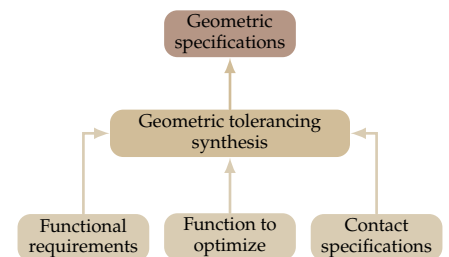 Geometric
specifications
Geometric tolerancing
synthesis
Functional
requirements
Function to
optimize
Contact
specifications